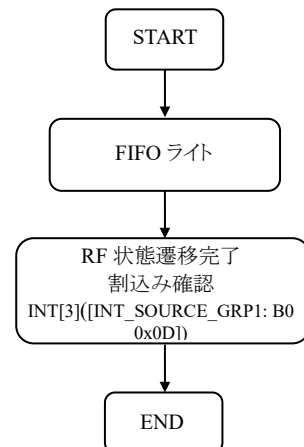 START
FIFO ライト
RF 状態遷移完了
割込み確認
INT[3]([INT_SOURCE_GRP1: B0
0x0D])
END